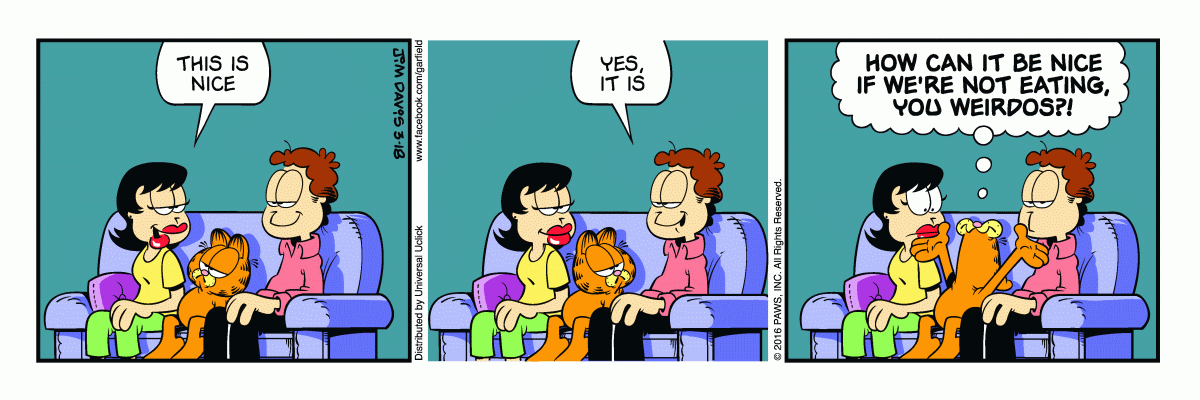 THIS IS
NICE
JIM DAVIS 3-18
www.facebook.com/garfield
Distributed by Universal Uclick
YES,
IT IS
© 2016 PAWS, INC. All Rights Reserved.
HOW CAN IT BE NICE
IF WE'RE NOT EATING,
YOU WEIRDOS?!